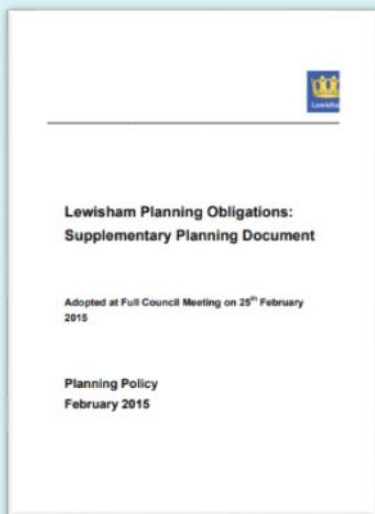 Lewisham
Lewisham Planning Obligations:
Supplementary Planning Document
Adopted at Full Council Meeting on 25th February
2015
Planning Policy
February 2015